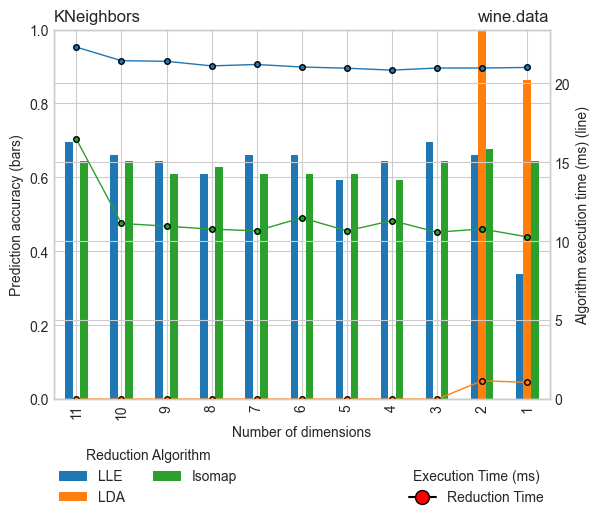 KNeighbors
wine.data
1.0
0.8
0.6
0.4
0.2
0.0
Prediction accuracy (bars)
20
15
10
5
0
Algorithm execution time (ms) (line)
11 10 9 8 7 6 5 4 3 2 1
Number of dimensions
Reduction Algorithm
LLE
LDA
Isomap
Execution Time (ms)
Reduction Time